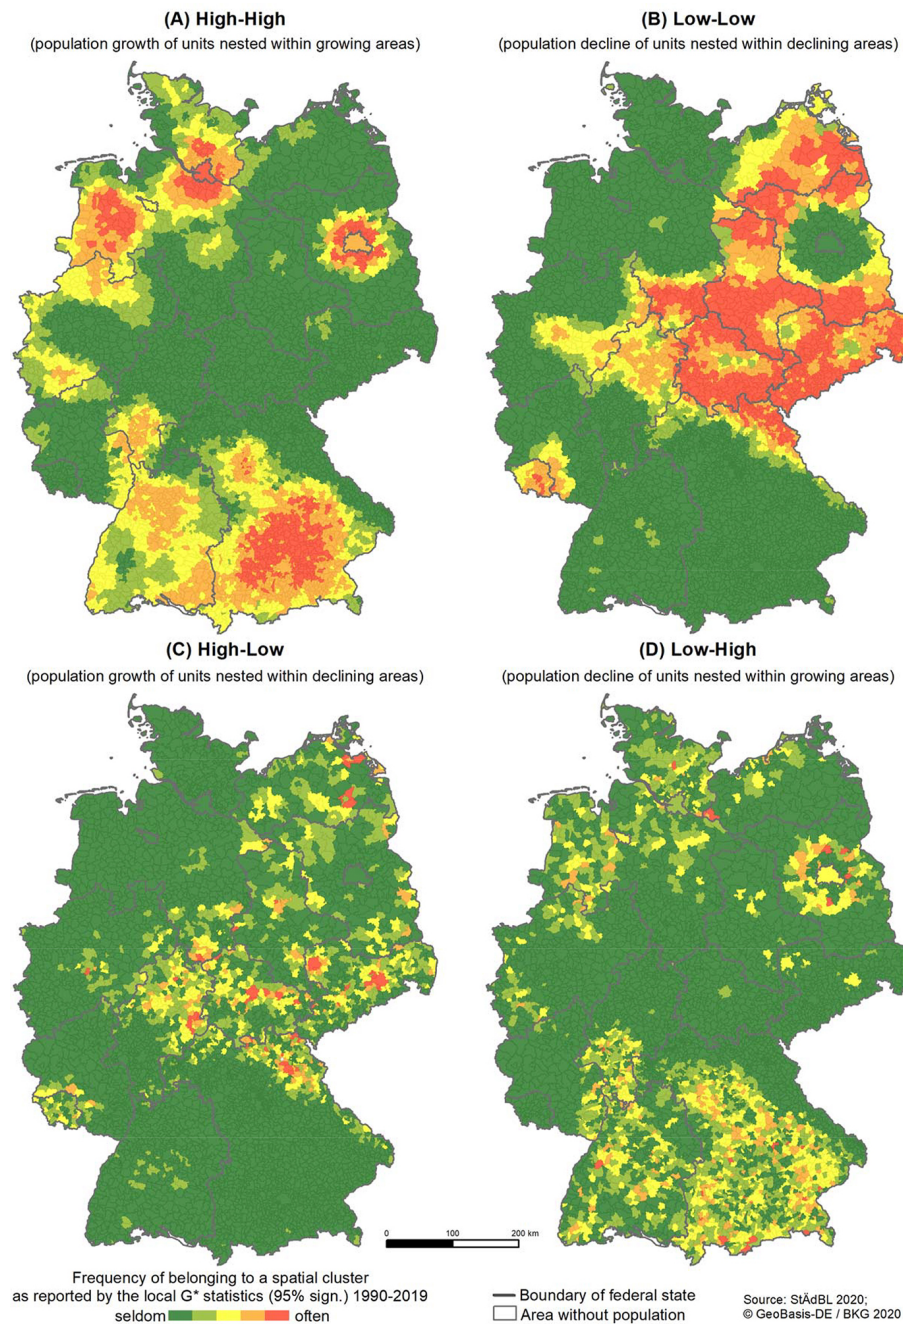 (A) High-High
(population growth of units nested within growing areas)
(B) Low-Low
(population decline of units nested within declining areas)
(C) High-Low
(population growth of units nested within declining areas)
(D) Low-High
(population decline of units nested within growing areas)
0 100 200 km
Frequency of belonging to a spatial cluster
as reported by the local G* statistics (95% sign.) 1990-2019
seldom often
Boundary of federal state
Area without population
Source: StÄdBL 2020;
© GeoBasis-DE / BKG 2020